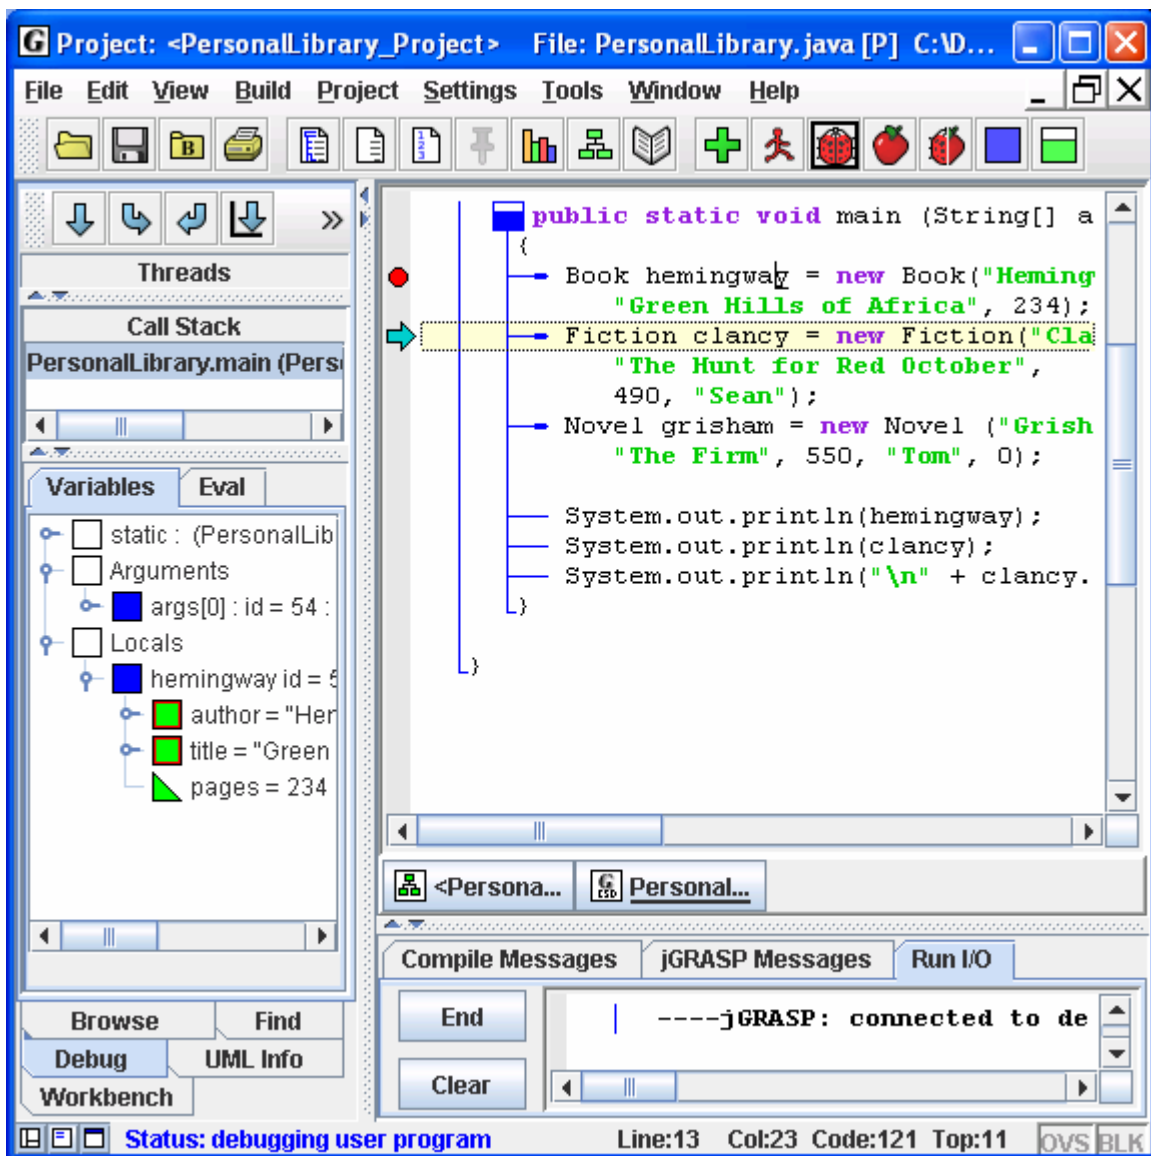 Project: <PersonalLibrary_Project> File: PersonalLibrary.java [P] C:\D...
File Edit View Build Project Settings Tools Window Help
B
1 2 3
»
Threads
Call Stack
PersonalLibrary.main (Pers
Variables Eval
static : (PersonalLib
Arguments
args[0] : id = 54 :
Locals
hemingway id = 5
author = "Her
title = "Green
pages = 234
public static void main (String[] a
{
Book hemingway = new Book("Heming
"Green Hills of Africa", 234);
Fiction clancy = new Fiction("Cla
"The Hunt for Red October",
490, "Sean");
Novel grisham = new Novel ("Grish
"The Firm", 550, "Tom", 0);
System.out.println(hemingway);
System.out.println(clancy);
System.out.println("\n" + clancy.
}
}
<Persona... Personal...
Compile Messages jGRASP Messages Run I/O
End
Clear
----jGRASP: connected to de
Browse Find
Debug UML Info
Workbench
Status: debugging user program Line:13 Col:23 Code:121 Top:11 OVS BLK